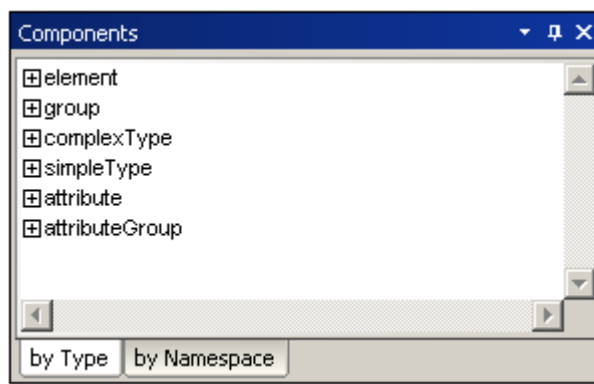 Components
element
group
complexType
simpleType
attribute
attributeGroup
by Type by Namespace